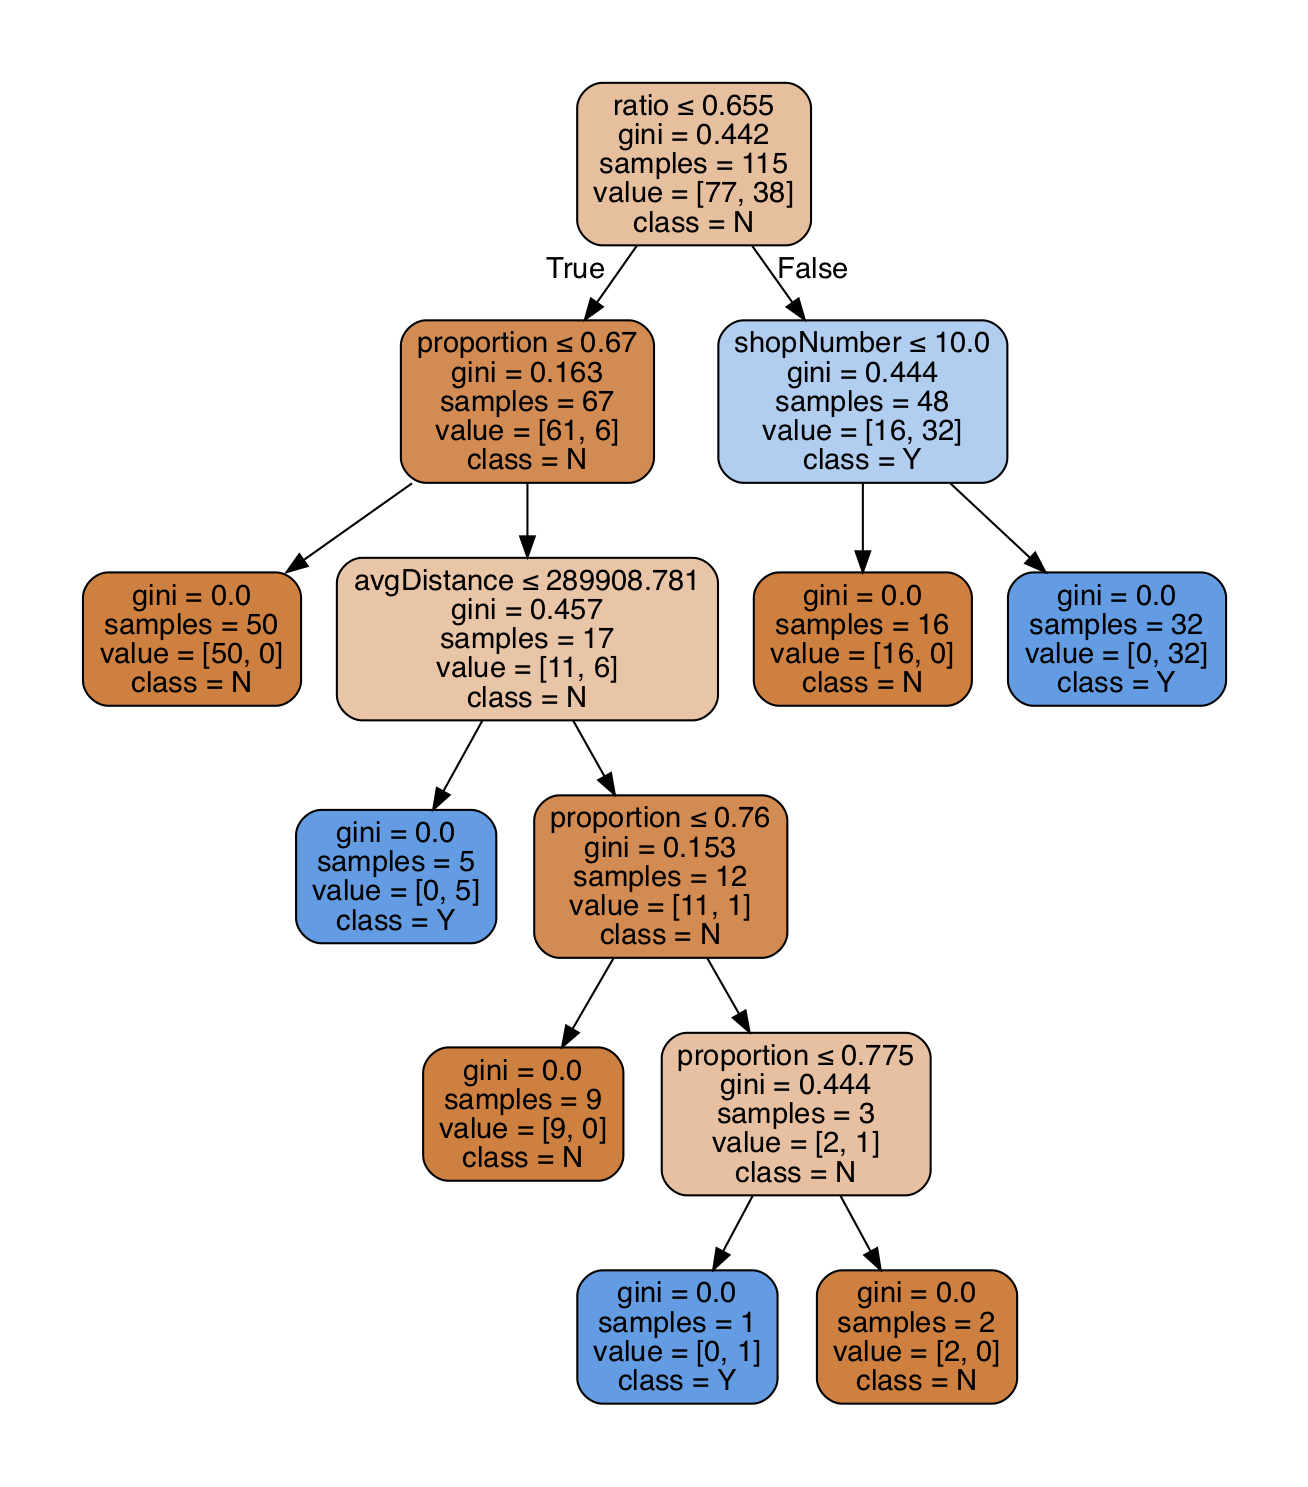 ratio ≤ 0.655
gini = 0.442
samples = 115
value = [77, 38]
class = N
True
False
proportion ≤ 0.67
gini = 0.163
samples = 67
value = [61, 6]
class = N
shopNumber ≤ 10.0
gini = 0.444
samples = 48
value = [16, 32]
class = Y
gini = 0.0
samples = 50
value = [50, 0]
class = N
avgDistance ≤ 289908.781
gini = 0.457
samples = 17
value = [11, 6]
class = N
gini = 0.0
samples = 16
value = [16, 0]
class = N
gini = 0.0
samples = 32
value = [0, 32]
class = Y
gini = 0.0
samples = 5
value = [0, 5]
class = Y
proportion ≤ 0.76
gini = 0.153
samples = 12
value = [11, 1]
class = N
gini = 0.0
samples = 9
value = [9, 0]
class = N
proportion ≤ 0.775
gini = 0.444
samples = 3
value = [2, 1]
class = N
gini = 0.0
samples = 1
value = [0, 1]
class = Y
gini = 0.0
samples = 2
value = [2, 0]
class = N